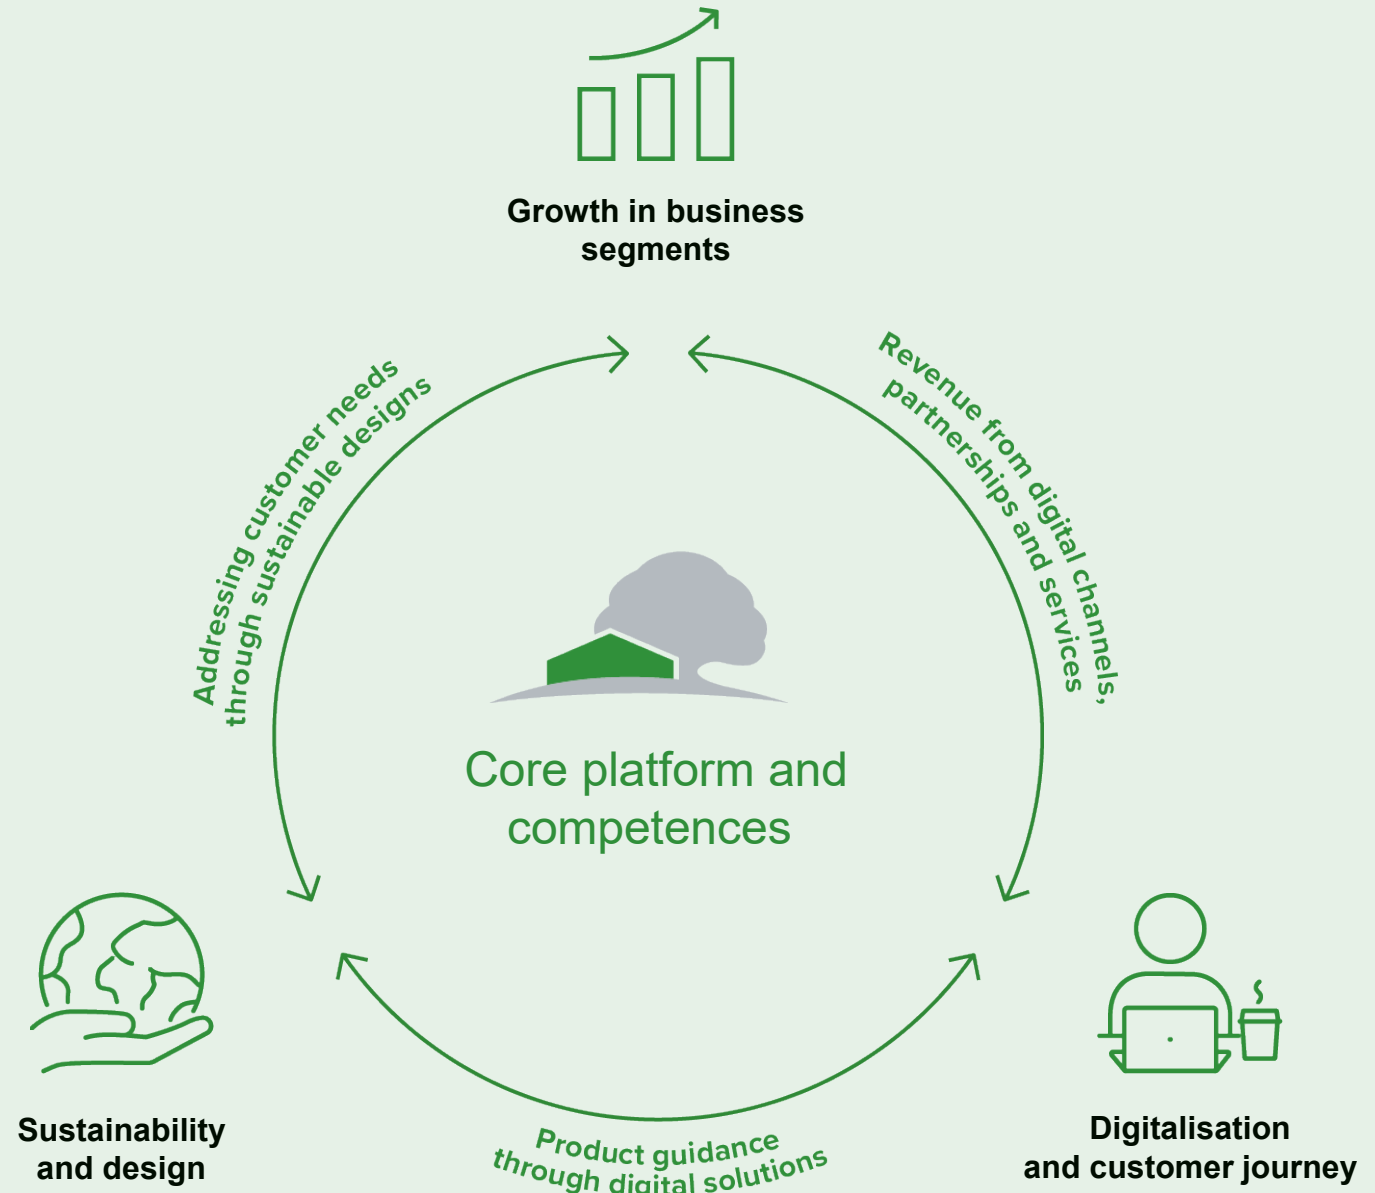 Growth in business
segments
Addressing customer needs
through sustainable designs
Revenue from digital channels,
partnerships and services
Core platform and
competences
Sustainability
and design
Product guidance
through digital solutions
Digitalisation
and customer journey